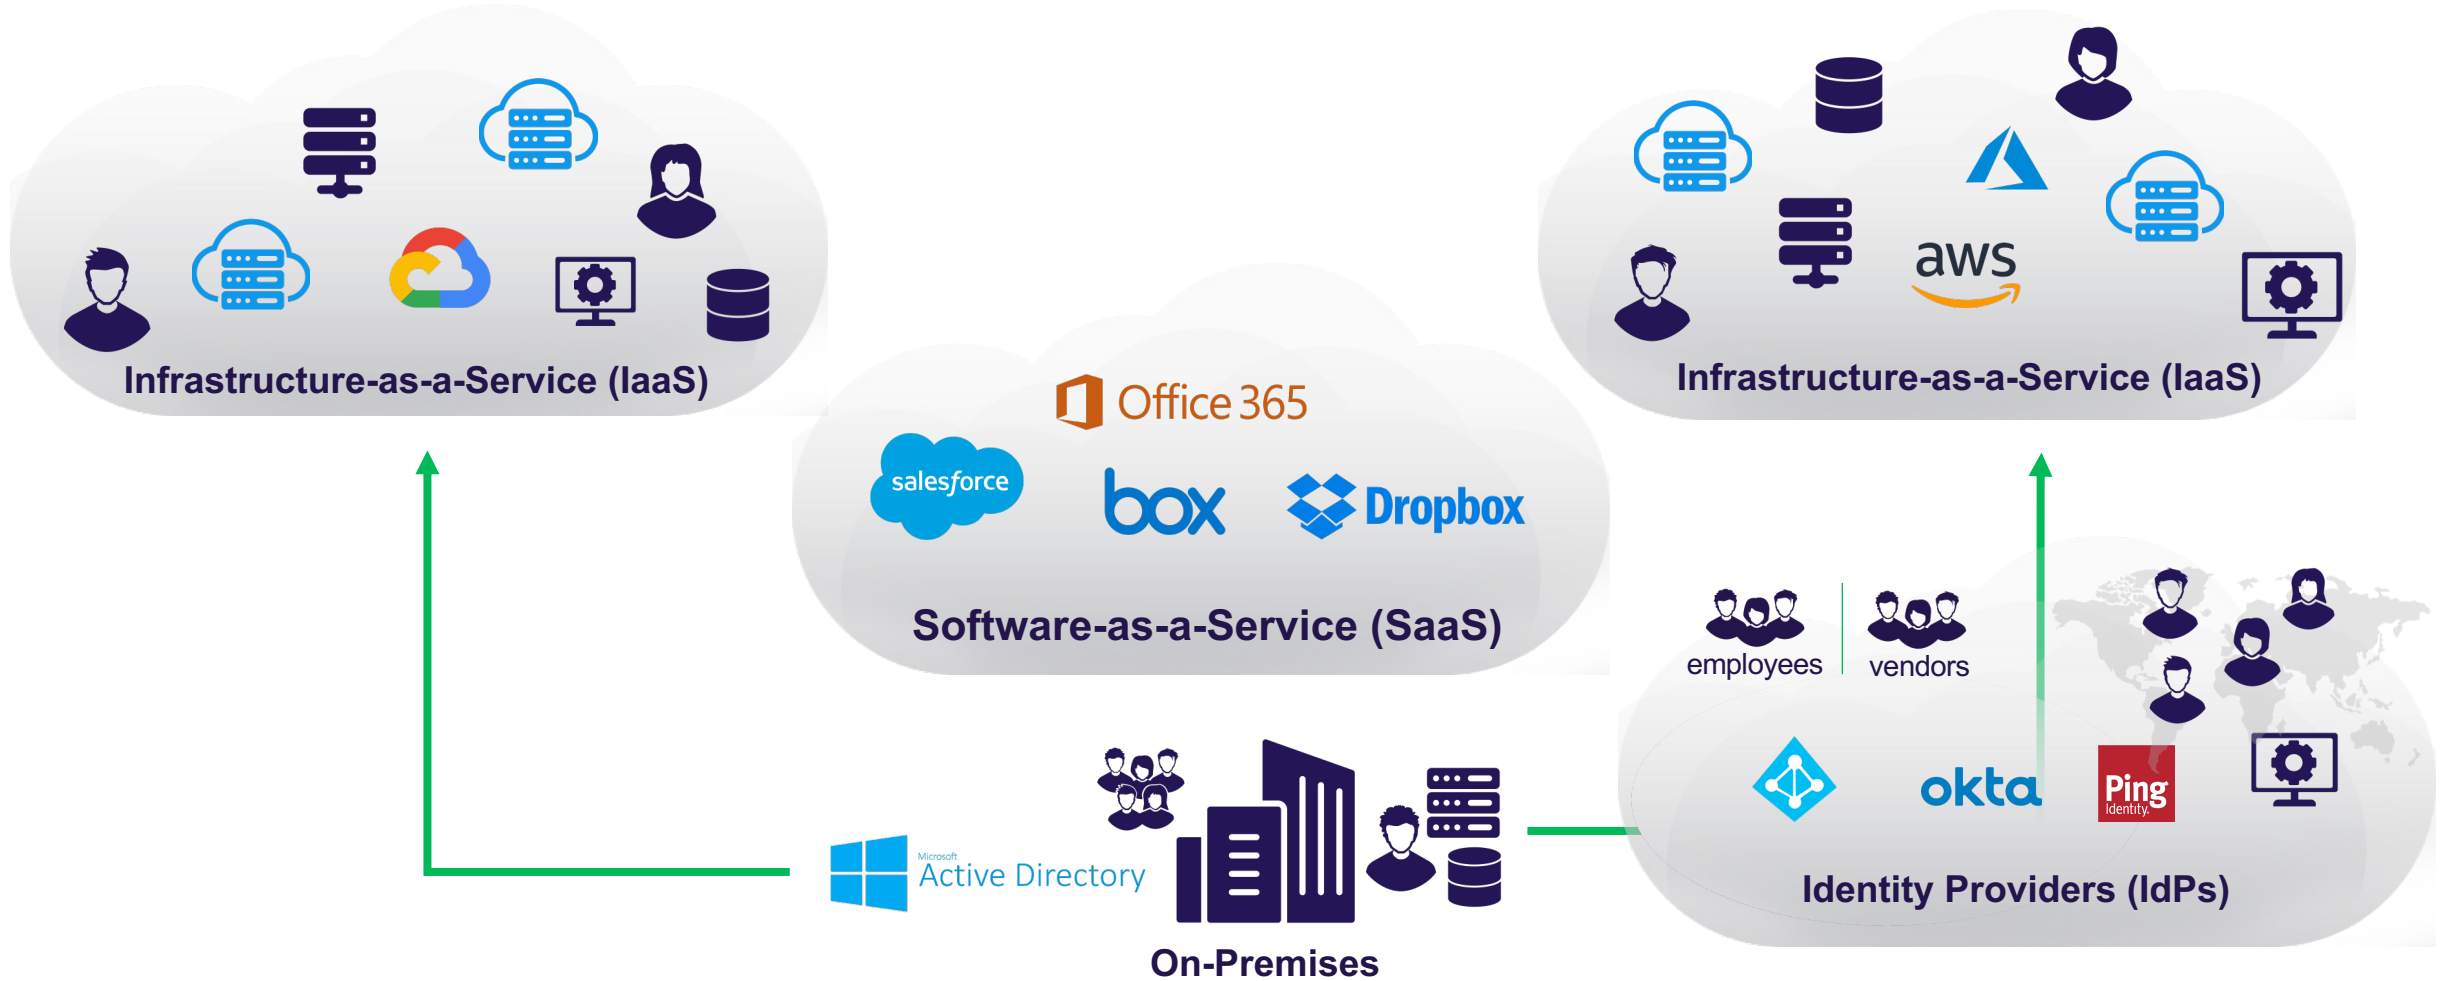 aws
Infrastructure-as-a-Service (IaaS)
Infrastructure-as-a-Service (IaaS)
Office 365
salesforce
box
Dropbox
Software-as-a-Service (SaaS)
employees
vendors
okta
Ping
Identity.
Microsoft
Active Directory
Identity Providers (IdPs)
On-Premises